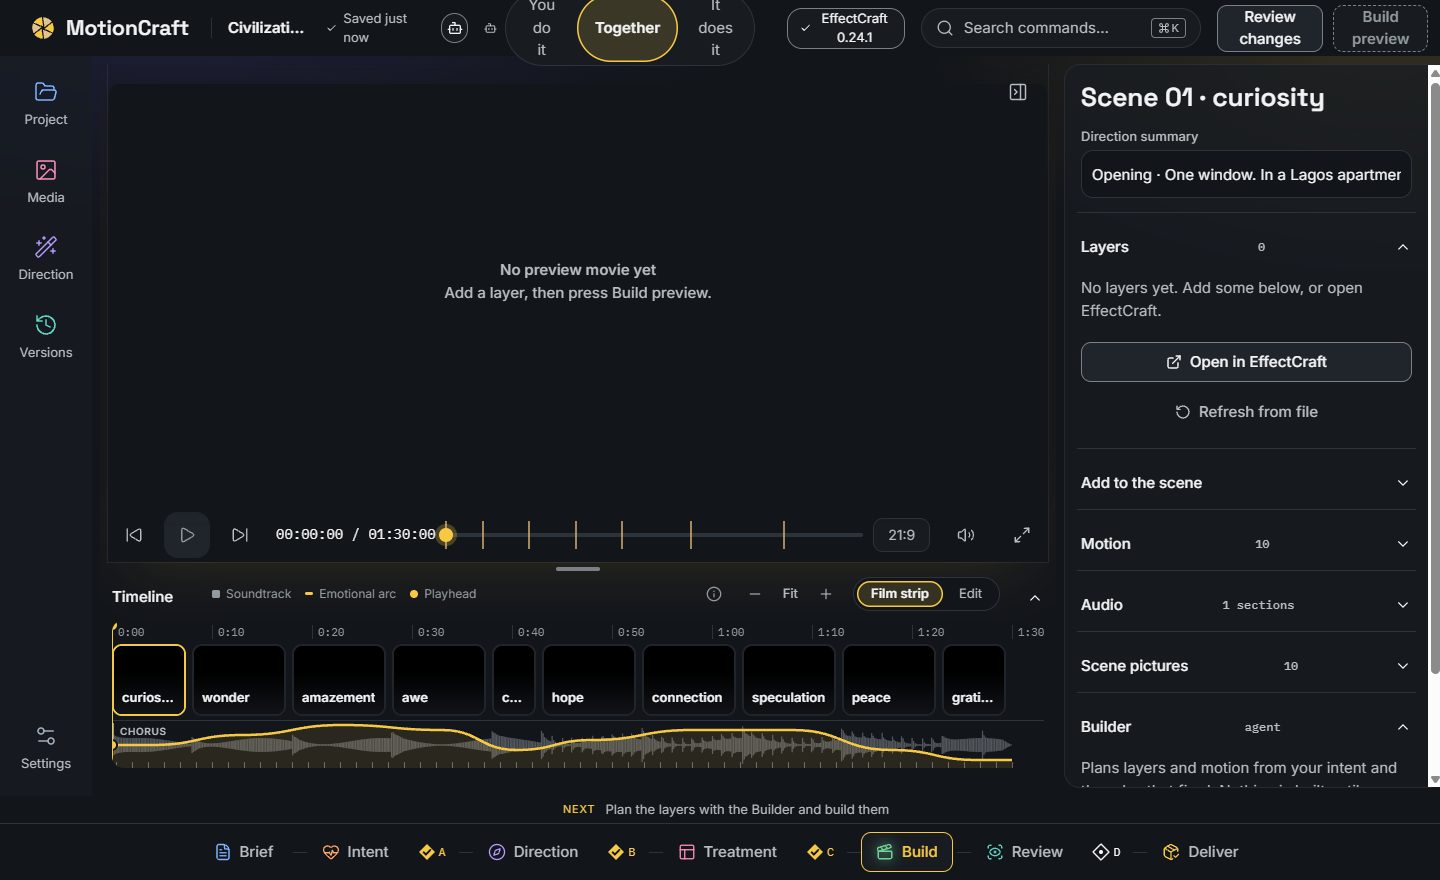 MotionCraft
Civilizati...
Saved just
now
You
do
it
Together
It
does
it
EffectCraft
0.24.1
Search commands...
⌘K
Review
changes
Build
preview
Project
Media
Direction
Versions
Settings
No preview movie yet
Add a layer, then press Build preview.
00:00:00 / 01:30:00
21:9
Timeline
Soundtrack
Emotional arc
Playhead
Fit
Film strip
Edit
0:00
0:10
0:20
0:30
0:40
0:50
1:00
1:10
1:20
1:30
curios...
wonder
amazement
awe
c...
hope
connection
speculation
peace
grati...
CHORUS
Scene 01 · curiosity
Direction summary
Opening · One window. In a Lagos apartmer
Layers
0
No layers yet. Add some below, or open
EffectCraft.
Open in EffectCraft
Refresh from file
Add to the scene
Motion
10
Audio
1 sections
Scene pictures
10
Builder
agent
Plans layers and motion from your intent and
NEXT Plan the layers with the Builder and build them
Brief
Intent
A
Direction
B
Treatment
C
Build
Review
D
Deliver